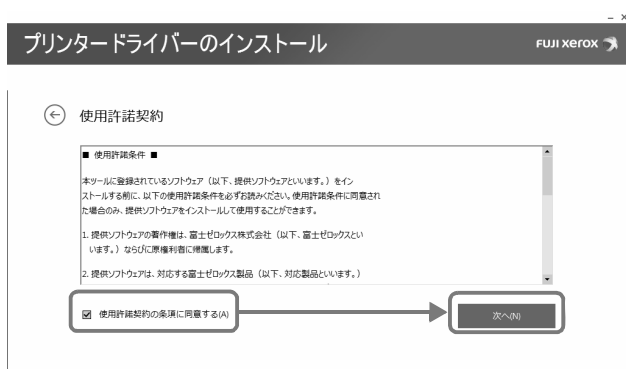 プリンタードライバーのインストール
FUJI xerox
使用許諾契約
■ 使用許諾条件 ■
本ツールに登録されているソフトウェア（以下、提供ソフトウェアといいます。）をイン
ストールする前に、以下の使用許諾条件を必ずお読みください。使用許諾条件に同意され
た場合のみ、提供ソフトウェアをインストールして使用することができます。
1. 提供ソフトウェアの著作権は、富士ゼロックス株式会社（以下、富士ゼロックスとい
います。）ならびに原権利者に帰属します。
2. 提供ソフトウェアは、対応する富士ゼロックス製品（以下、対応製品といいます。）
使用許諾契約の条項に同意する(A)
次へ(N)